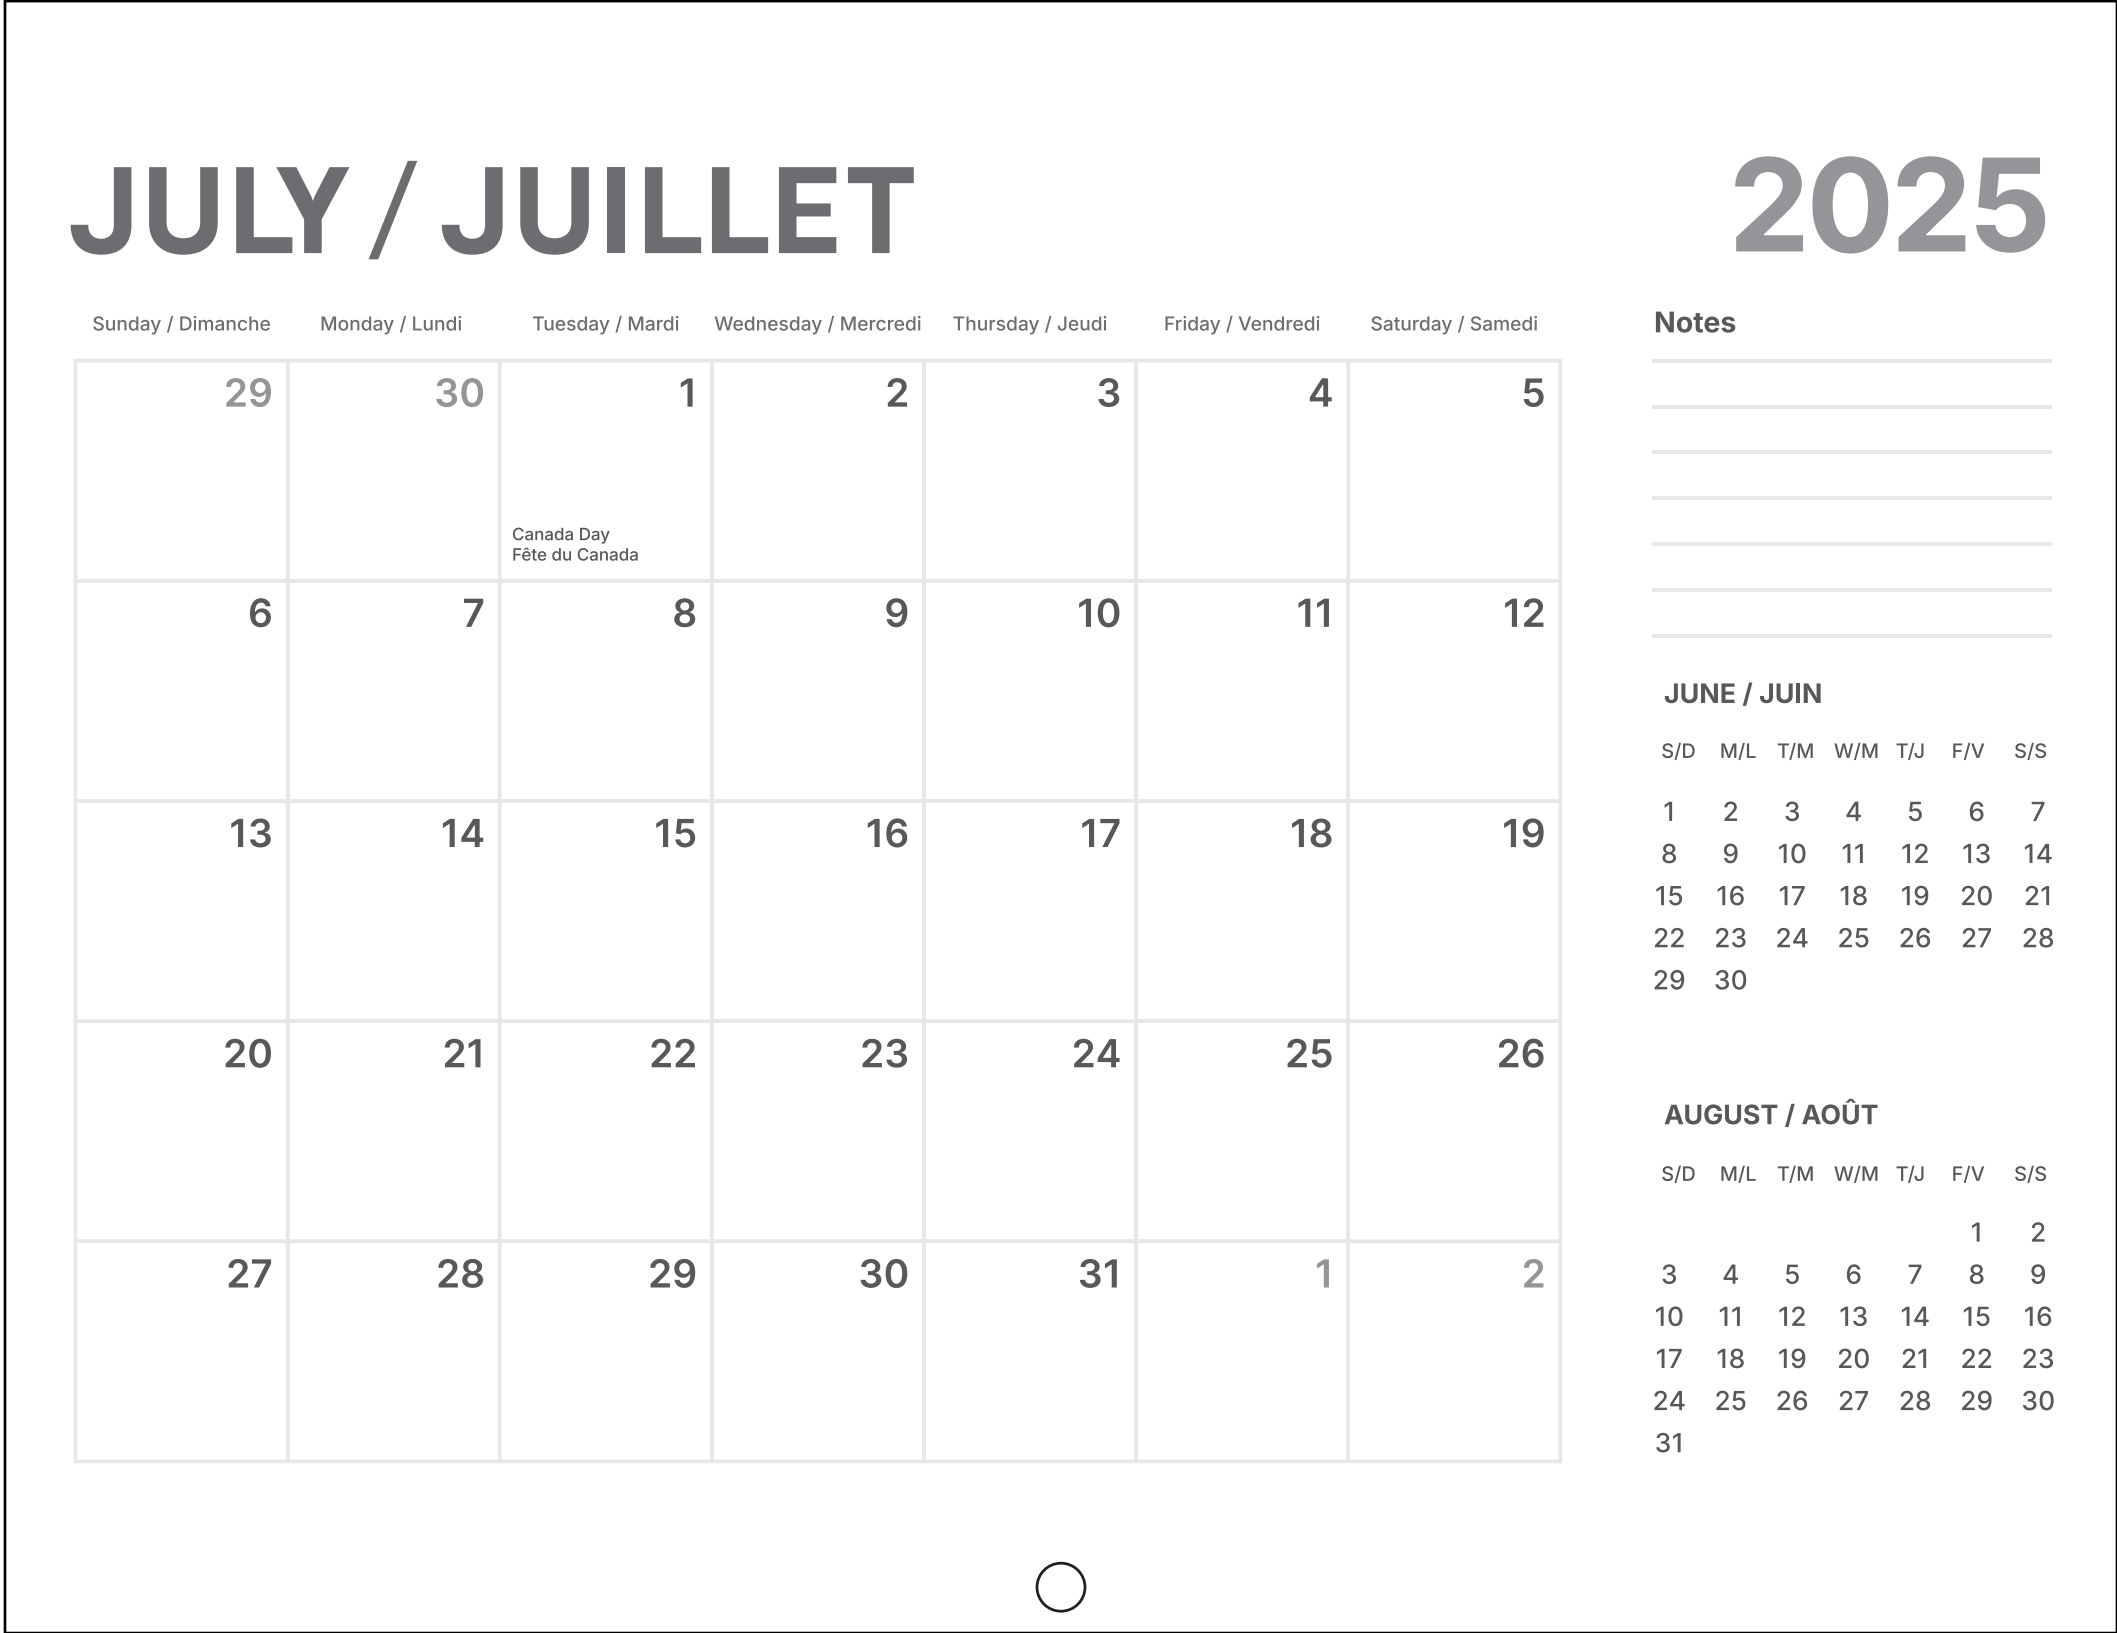 JULY / JUILLET
2025
Sunday / Dimanche Monday / Lundi Tuesday / Mardi Wednesday / Mercredi Thursday / Jeudi Friday / Vendredi Saturday / Samedi
29 30 1 2 3 4 5
Canada Day
Fête du Canada
6 7 8 9 10 11 12
13 14 15 16 17 18 19
20 21 22 23 24 25 26
27 28 29 30 31 1 2
Notes
JUNE / JUIN
S/D M/L T/M W/M T/J F/V S/S
1 2 3 4 5 6 7
8 9 10 11 12 13 14
15 16 17 18 19 20 21
22 23 24 25 26 27 28
29 30
AUGUST / AOÛT
S/D M/L T/M W/M T/J F/V S/S
1 2
3 4 5 6 7 8 9
10 11 12 13 14 15 16
17 18 19 20 21 22 23
24 25 26 27 28 29 30
31